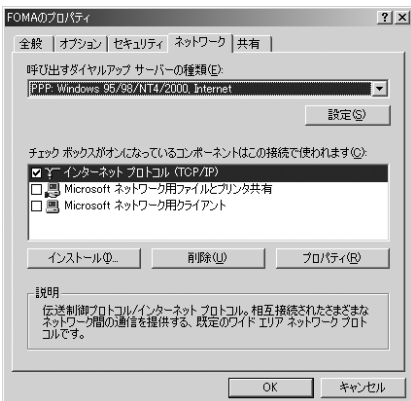 FOMAのプロパティ
全般 オプション セキュリティ ネットワーク 共有
呼び出すダイヤルアップ サーバーの種類(E):
PPP: Windows 95/98/NT4/2000, Internet
設定(S)
チェック ボックスがオンになっているコンポーネントはこの接続で使われます(C):
インターネット プロトコル (TCP/IP)
Microsoft ネットワーク用ファイルとプリンタ共有
Microsoft ネットワーク用クライアント
インストール(I)... 削除(U) プロパティ(R)
説明
伝送制御プロトコル/インターネット プロトコル。相互接続されたさまざまな
ネットワーク間の通信を提供する、既定のワイド エリア ネットワーク プロト
コルです。
OK キャンセル